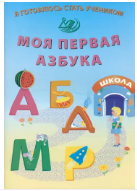 Я ГОТОВЛЮСЬ СТАТЬ УЧЕНИКОМ
МОЯ ПЕРВАЯ
АЗБУКА
ШКОЛА
А Б Д
М Р